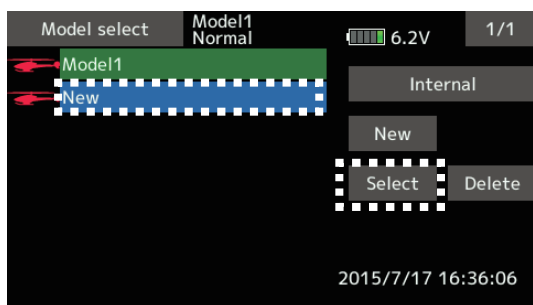 Model select
Model1
Normal
6.2V
1/1
Model1
New
Internal
New
Select
Delete
2015/7/17 16:36:06